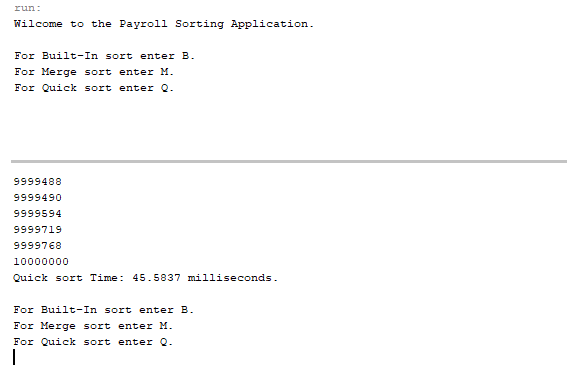 run:
Wilcome to the Payroll Sorting Application.
For Built-In sort enter B.
For Merge sort enter M.
For Quick sort enter Q.
9999488
9999490
9999594
9999719
9999768
10000000
Quick sort Time: 45.5837 milliseconds.
For Built-In sort enter B.
For Merge sort enter M.
For Quick sort enter Q.